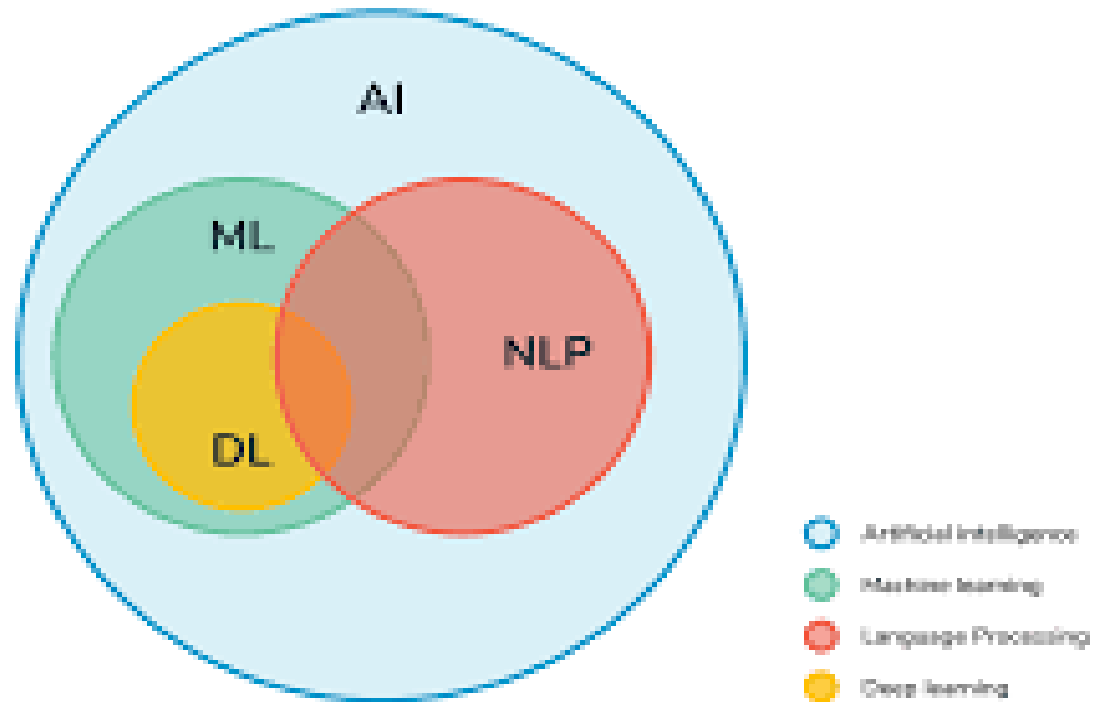 AI
ML
NLP
DL
Artificial intelligence
Machine learning
Language Processing
Deep learning